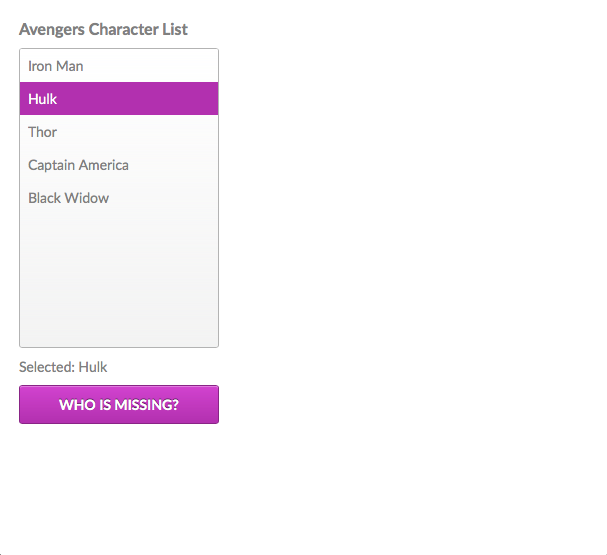 Avengers Character List
Iron Man
Hulk
Thor
Captain America
Black Widow
Selected: Hulk
WHO IS MISSING?